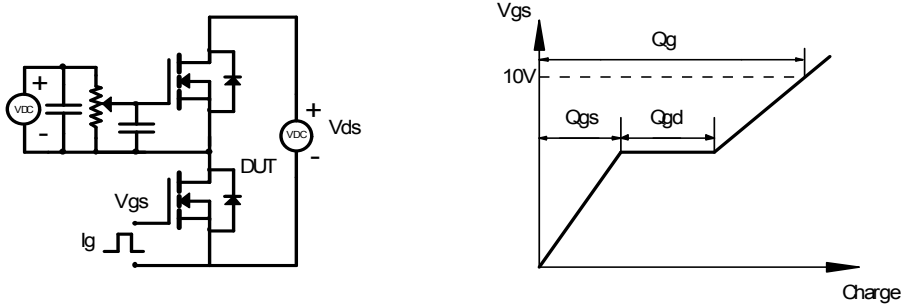 +
VDC
-
+
VDC
-
Vds
DUT
Vgs
Ig
Vgs
Qg
10V
Qgs
Qgd
Charge